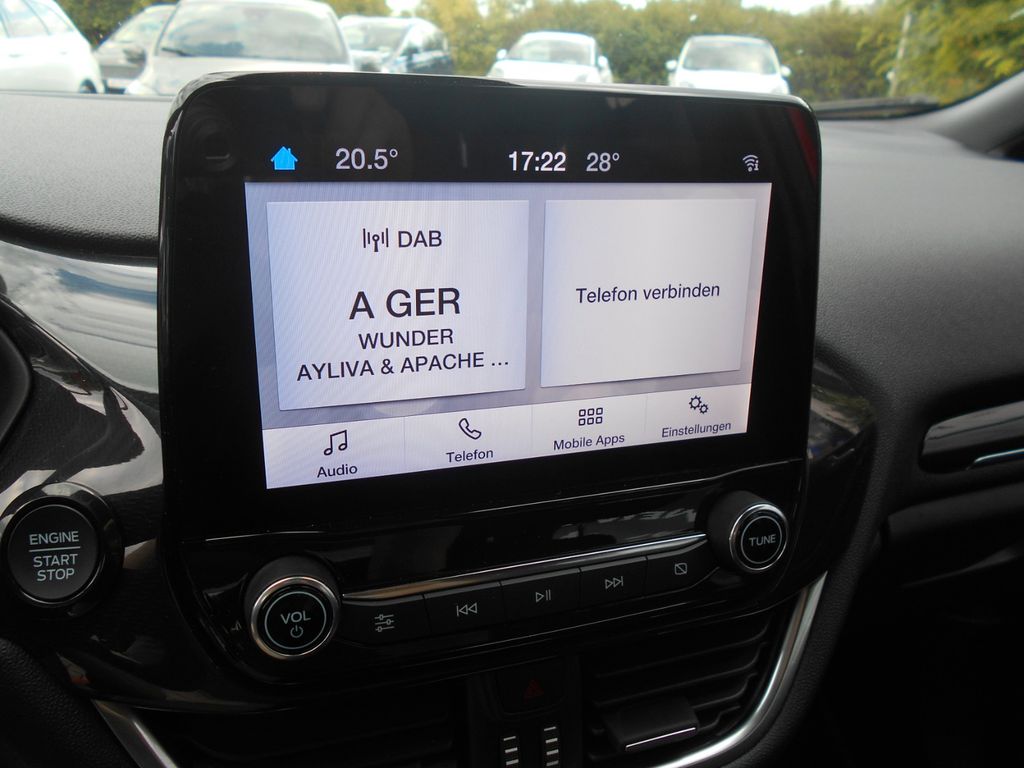 20.5°
17:22 28°
DAB
A GER
WUNDER
AYLIVA & APACHE ...
Telefon verbinden
Audio
Telefon
Mobile Apps
Einstellungen
ENGINE
START
STOP
VOL
TUNE